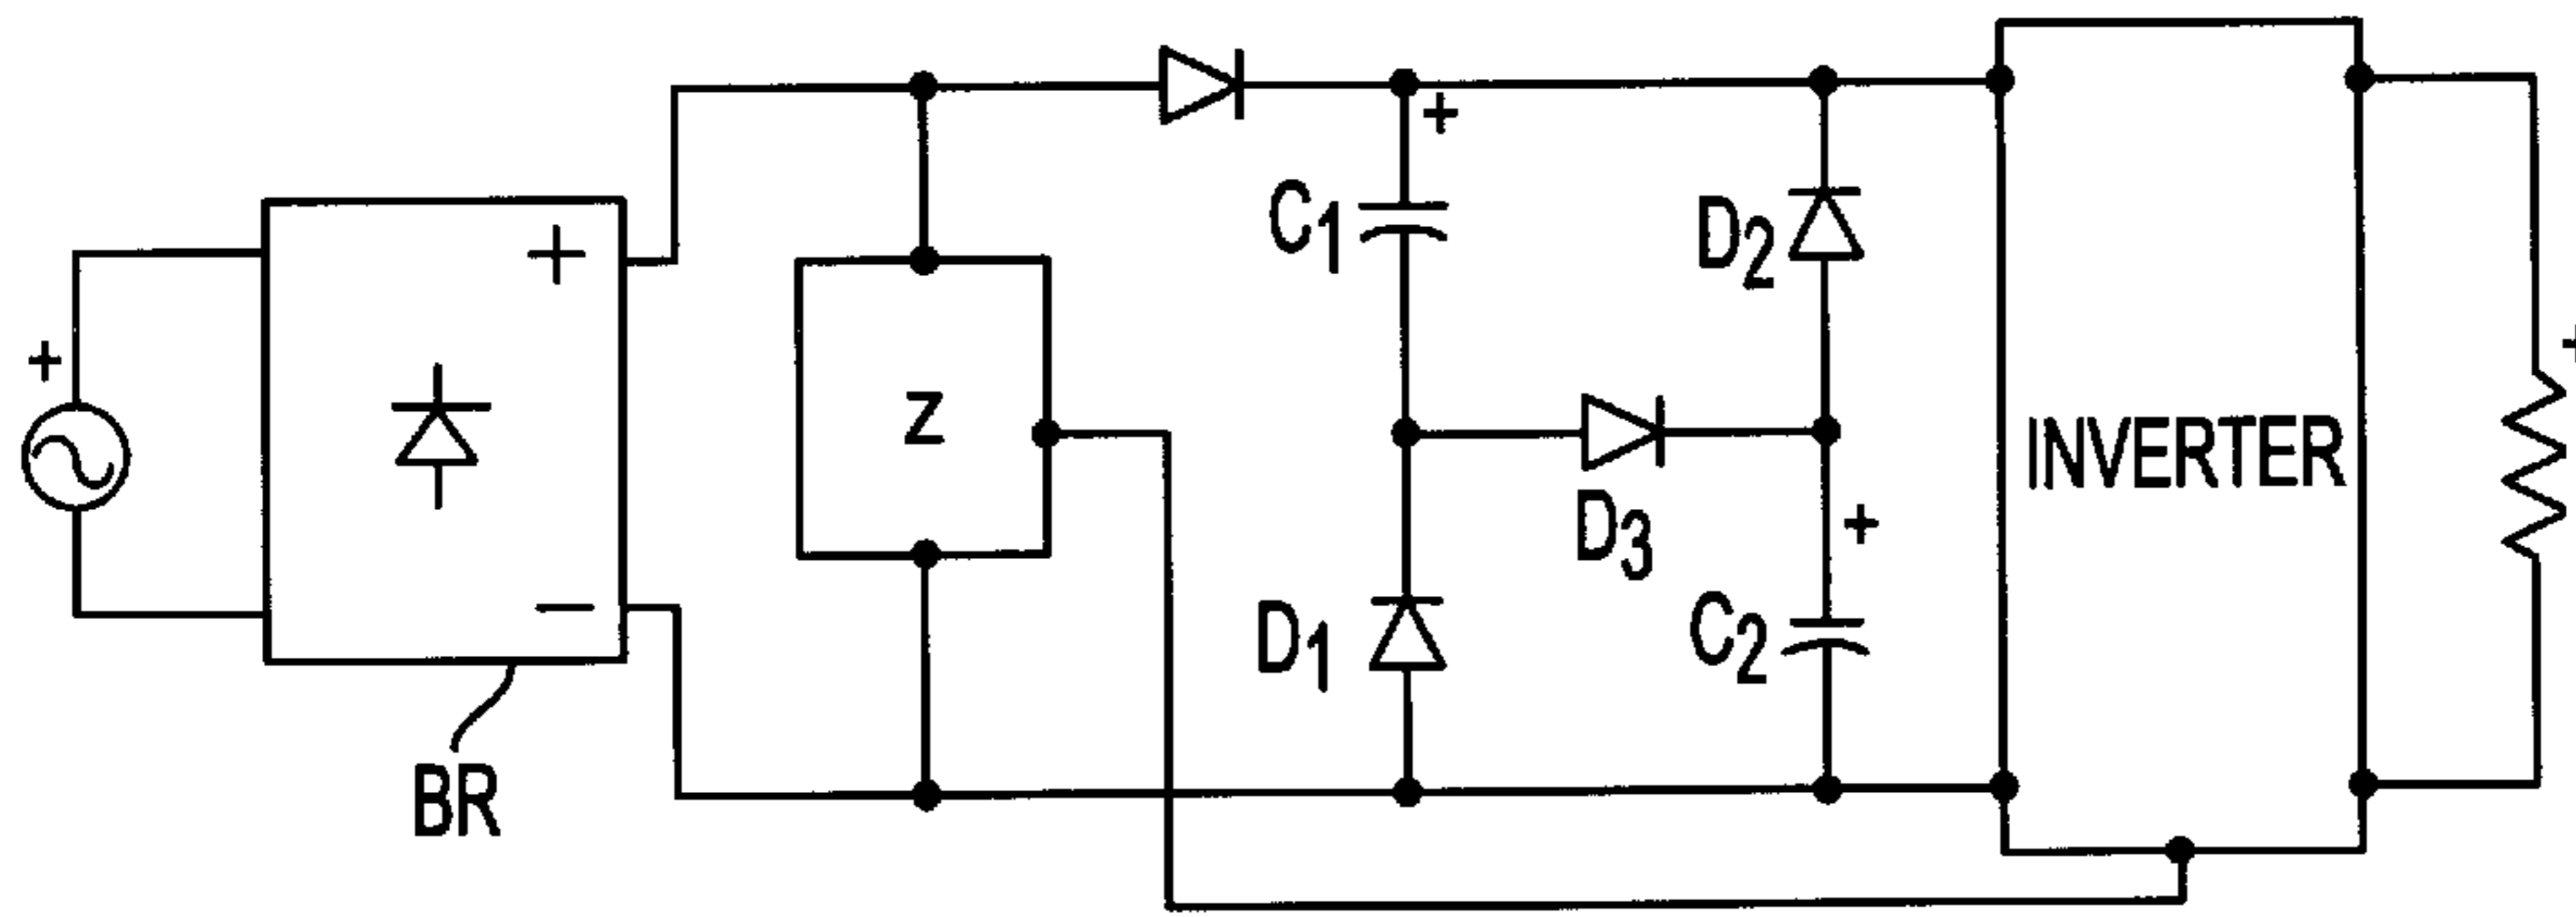 +
+
−
BR
Z
+
C1
D1
D2
D3
+
C2
INVERTER
+